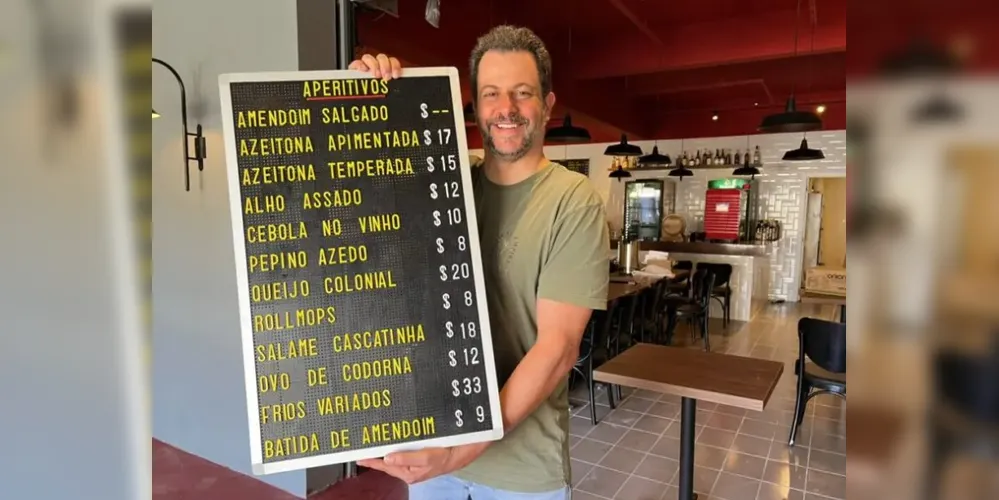 APERITIVOS
AMENDOIM SALGADO $--
AZEITONA APIMENTADA $ 17
AZEITONA TEMPERADA $ 15
ALHO ASSADO $ 12
CEBOLA NO VINHO $ 10
PEPINO AZEDO $ 8
QUEIJO COLONIAL $ 20
ROLLMOPS $ 8
SALAME CASCATINHA $ 18
OVO DE CODORNA $ 12
FRIOS VARIADOS $ 33
BATIDA DE AMENDOIM $ 9